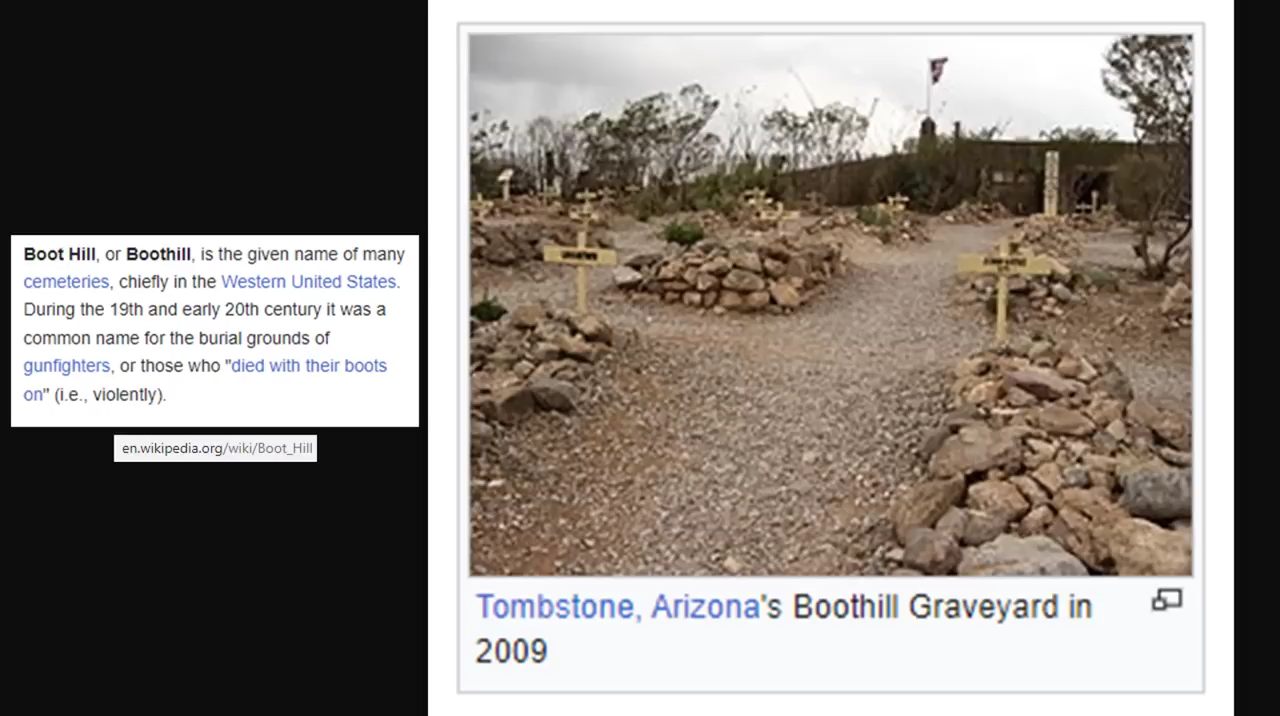 Boot Hill, or Boothill, is the given name of many
cemeteries, chiefly in the Western United States.
During the 19th and early 20th century it was a
common name for the burial grounds of
gunfighters, or those who "died with their boots
on" (i.e., violently).
en.wikipedia.org/wiki/Boot_Hill
Tombstone, Arizona's Boothill Graveyard in
2009